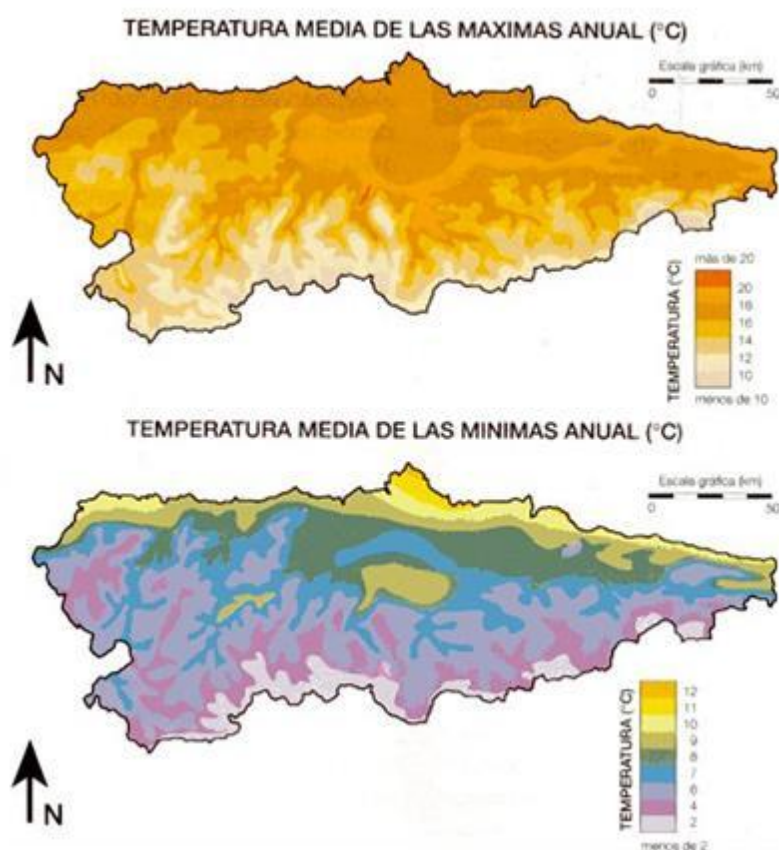 TEMPERATURA MEDIA DE LAS MAXIMAS ANUAL (°C)
Escala gráfica (km)
0 50
más de 20
20
18
16
14
12
10
menos de 10
TEMPERATURA (°C)
N
TEMPERATURA MEDIA DE LAS MINIMAS ANUAL (°C)
Escala gráfica (km)
0 50
12
11
10
9
8
7
6
4
2
menos de 2
TEMPERATURA (°C)
N